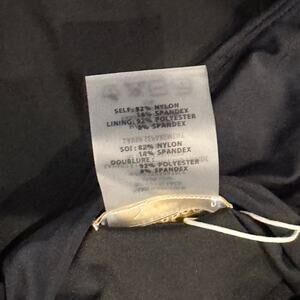 SELF: 82% NYLON
18% SPANDEX
LINING: 92% POLYESTER
8% SPANDEX
SOI : 82% NYLON
18% SPANDEX
DOUBLURE :
92% POLYESTER
8% SPANDEX